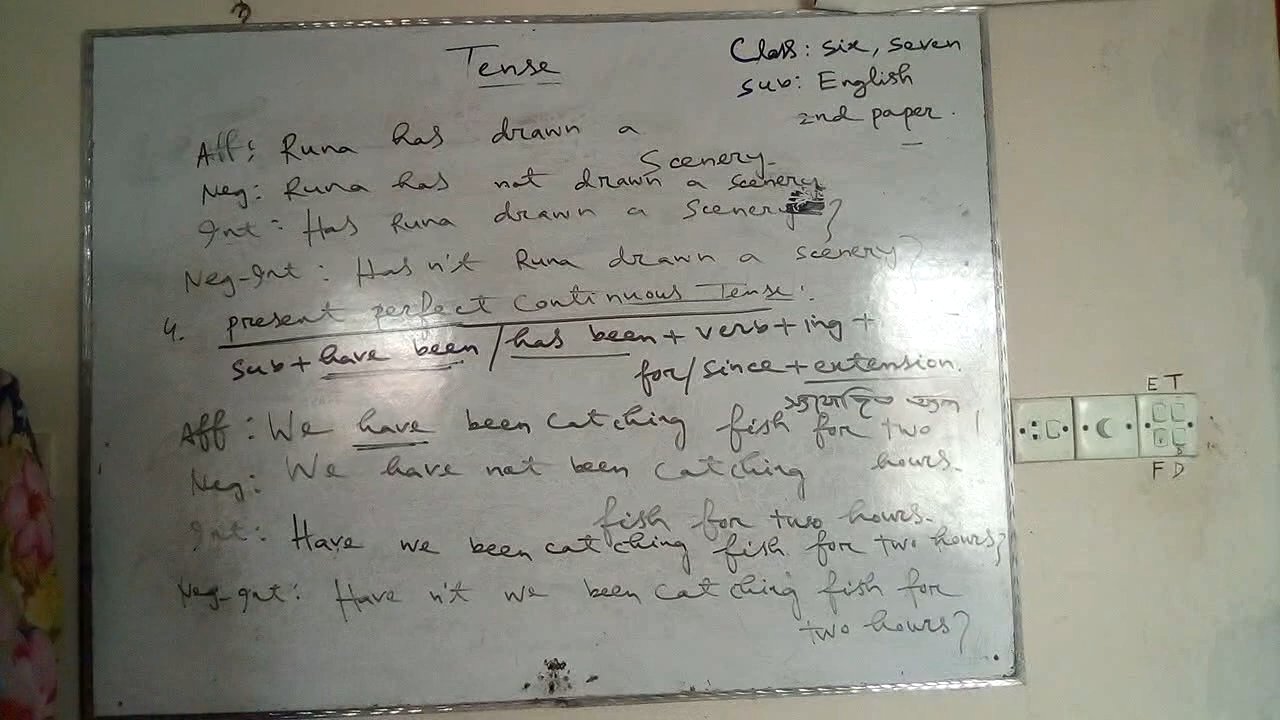 Tense
Class: six, seven
Sub: English
2nd paper.
Aff: Runa has drawn a
Scenery.
Neg: Runa has not drawn a scenery
Int: Has Runa drawn a Scenery?
Neg-Int: Has n't Runa drawn a scenery?
4. present perfect Continuous Tense:
Sub + have been / has been + verb + ing +
for / since + extension.
Aff: We have been catching fish for two
hours.
Neg: We have not been catching
fish for two hours.
Int: Have we been catching fish for two hours?
Neg-Int: Have n't we been catching fish for
two hours?
E T
F D